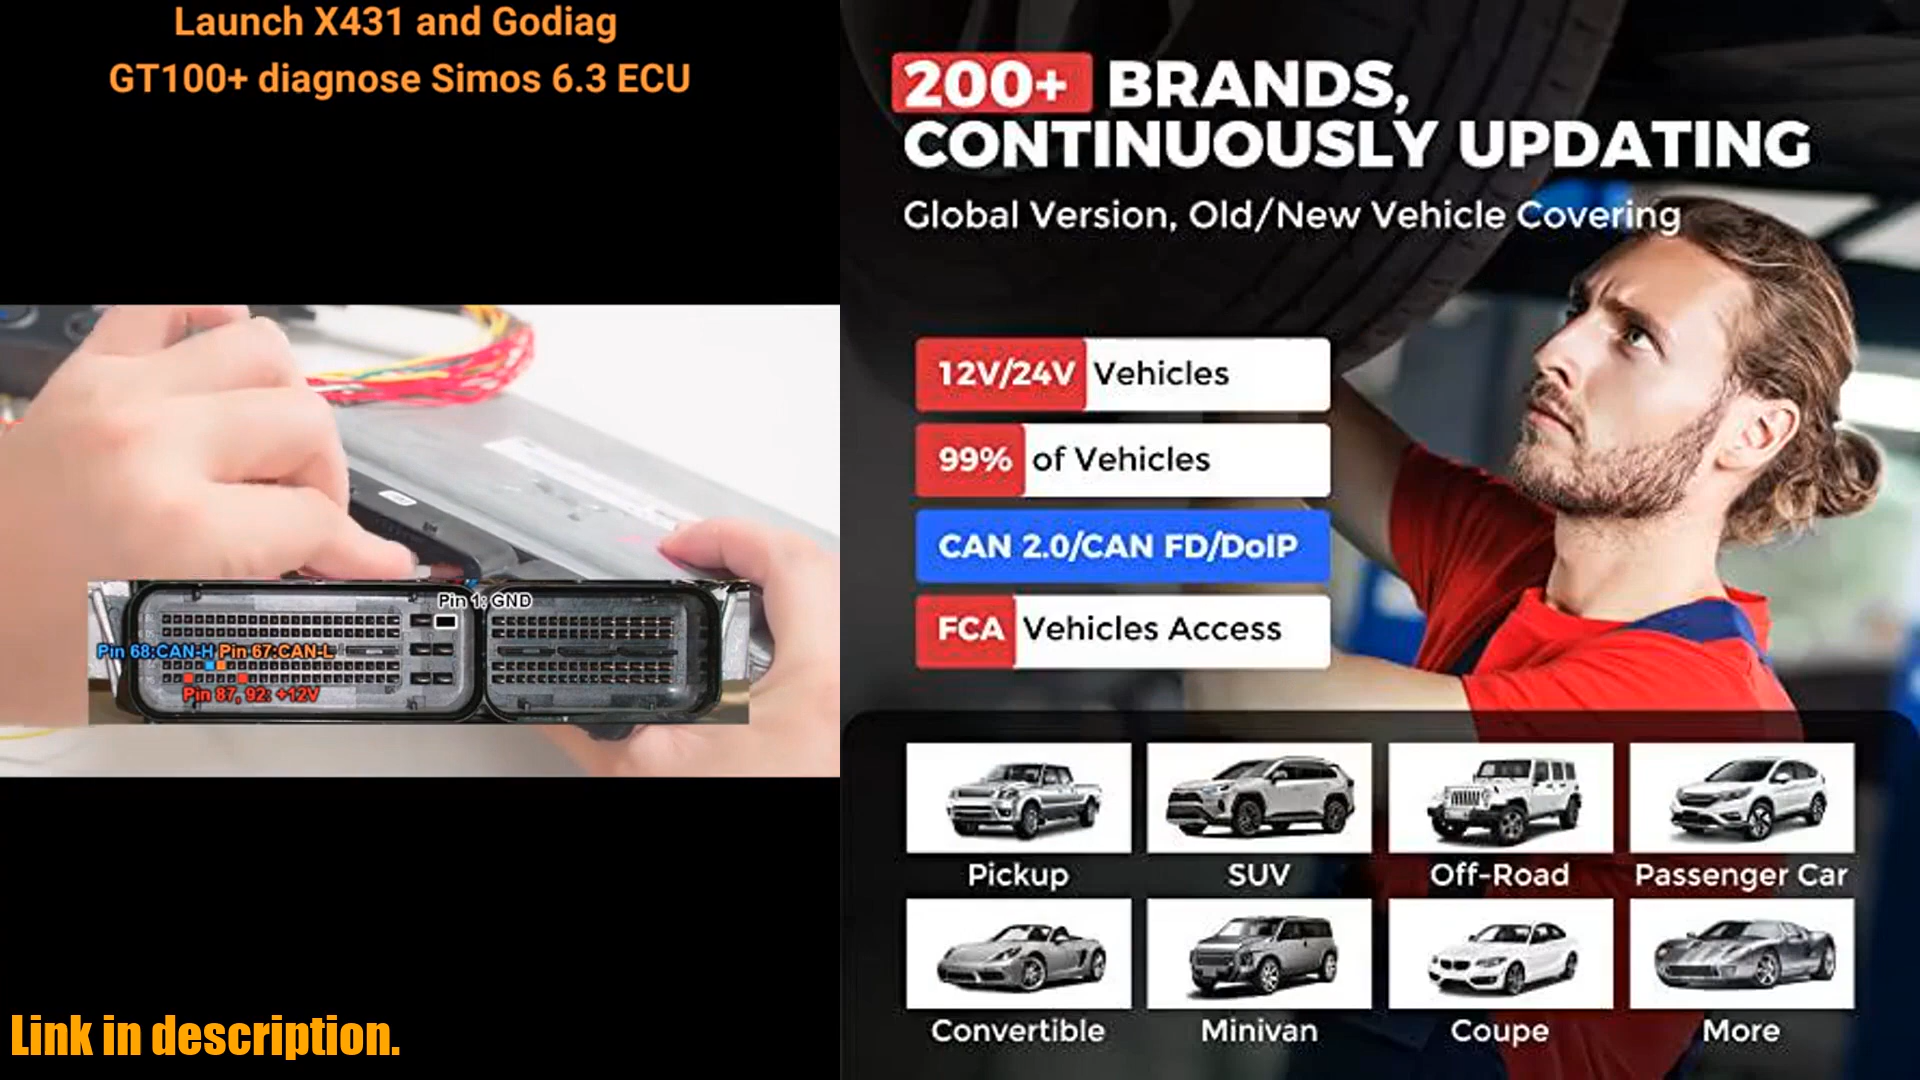 Launch X431 and Godiag
GT100+ diagnose Simos 6.3 ECU
Pin 1: GND
Pin 68:CAN-H Pin 67:CAN-L
Pin 87, 92: +12V
Link in description.
200+ BRANDS,
CONTINUOUSLY UPDATING
Global Version, Old/New Vehicle Covering
12V/24V Vehicles
99% of Vehicles
CAN 2.0/CAN FD/DoIP
FCA Vehicles Access
Pickup SUV Off-Road Passenger Car
Convertible Minivan Coupe More